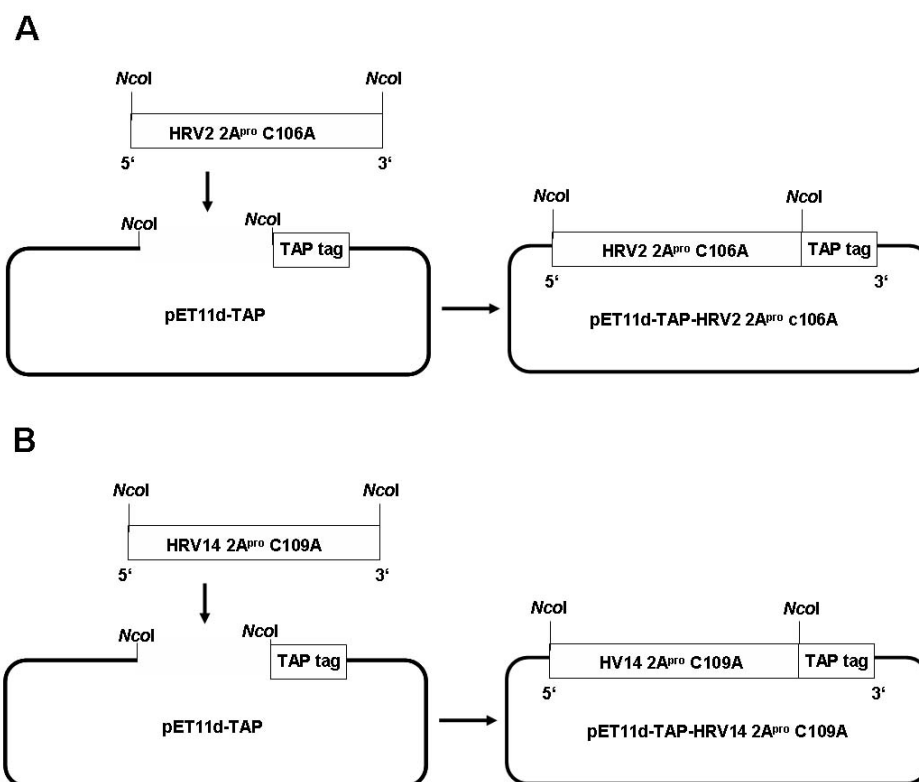 A
NcoI NcoI
HRV2 2Apro C106A
5‘ 3‘
NcoI NcoI
TAP tag
pET11d-TAP
NcoI NcoI
HRV2 2Apro C106A TAP tag
5‘ 3‘
pET11d-TAP-HRV2 2Apro c106A
B
NcoI NcoI
HRV14 2Apro C109A
5‘ 3‘
NcoI NcoI
TAP tag
pET11d-TAP
NcoI NcoI
HV14 2Apro C109A TAP tag
5‘ 3‘
pET11d-TAP-HRV14 2Apro C109A